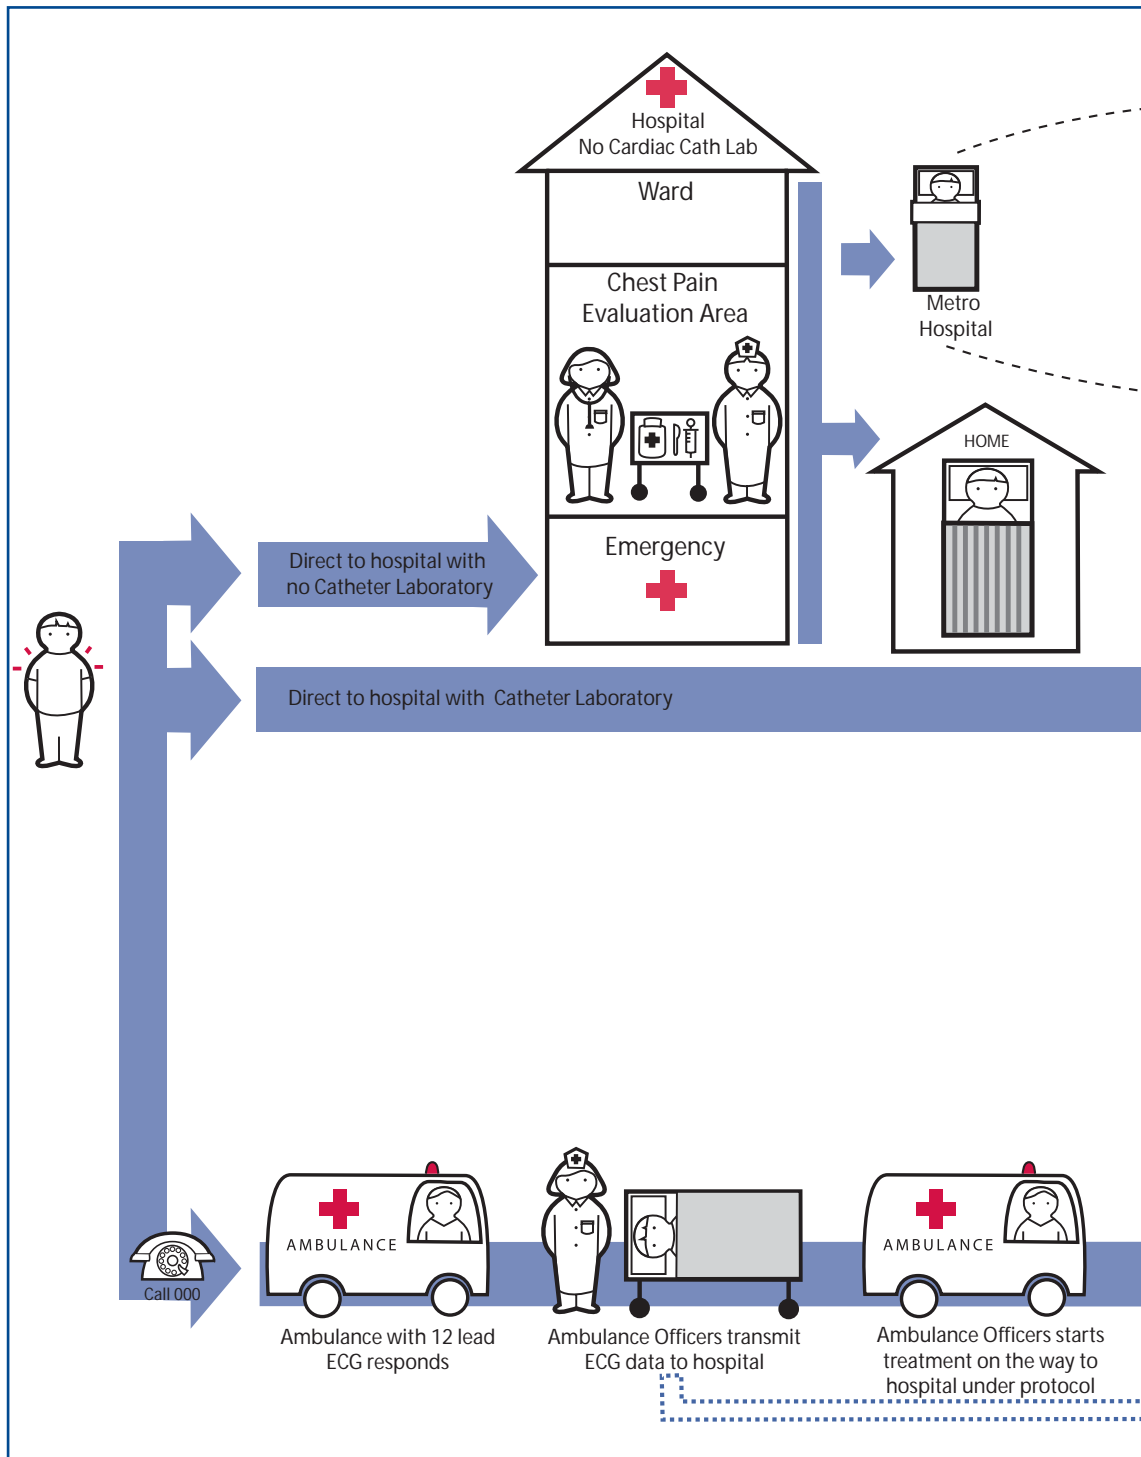 Hospital
No Cardiac Cath Lab
Ward
Chest Pain
Evaluation Area
Metro
Hospital
HOME
Emergency
Direct to hospital with
no Catheter Laboratory
Direct to hospital with Catheter Laboratory
AMBULANCE
AMBULANCE
Call 000
Ambulance with 12 lead
ECG responds
Ambulance Officers transmit
ECG data to hospital
Ambulance Officers starts
treatment on the way to
hospital under protocol